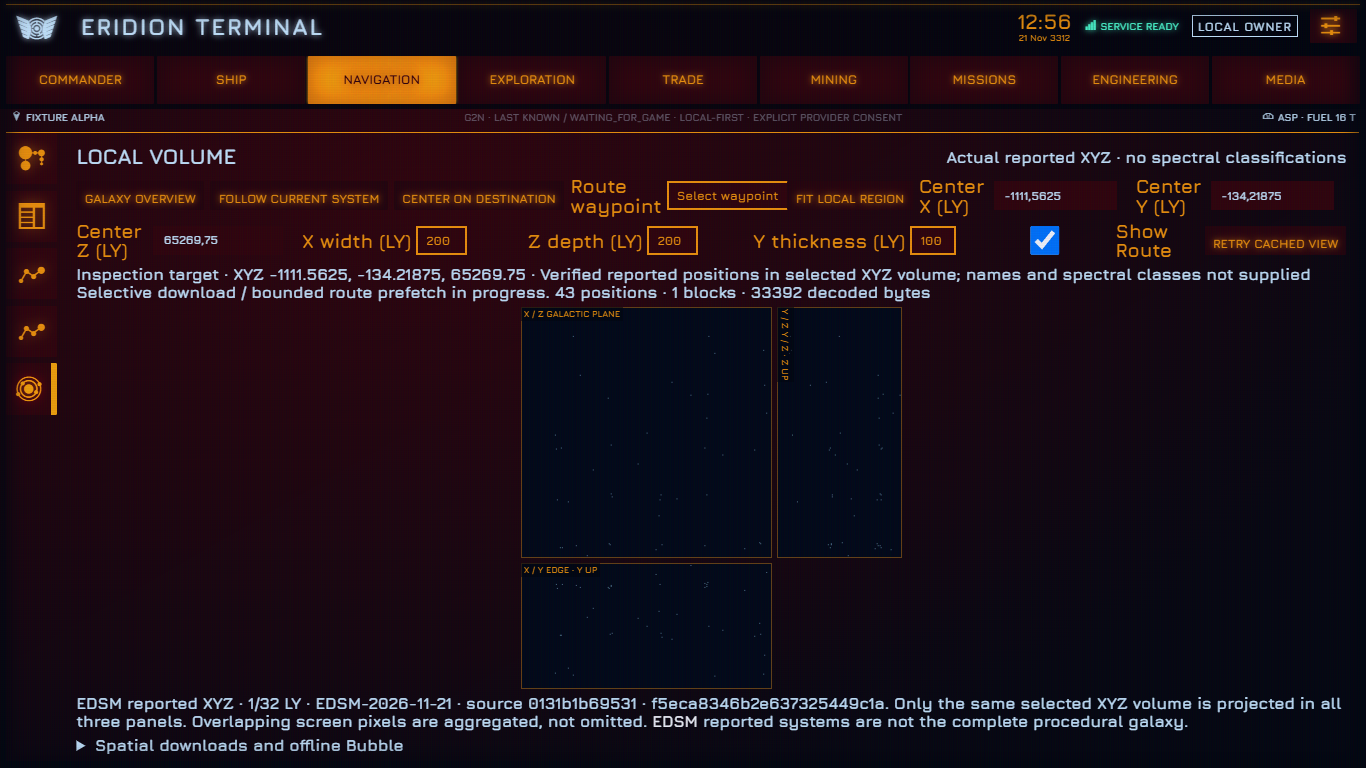 ERIDION TERMINAL
12:56
21 Nov 3312
SERVICE READY
LOCAL OWNER
COMMANDER
SHIP
NAVIGATION
EXPLORATION
TRADE
MINING
MISSIONS
ENGINEERING
MEDIA
FIXTURE ALPHA
G2N · LAST KNOWN / WAITING_FOR_GAME · LOCAL-FIRST · EXPLICIT PROVIDER CONSENT
ASP · FUEL 16 T
LOCAL VOLUME
Actual reported XYZ · no spectral classifications
GALAXY OVERVIEW
FOLLOW CURRENT SYSTEM
CENTER ON DESTINATION
Route
waypoint
Select waypoint
FIT LOCAL REGION
Center
X (LY)
-1111,5625
Center
Y (LY)
-134,21875
Center
Z (LY)
65269,75
X width (LY)
200
Z depth (LY)
200
Y thickness (LY)
100
Show
Route
RETRY CACHED VIEW
Inspection target · XYZ -1111.5625, -134.21875, 65269.75 · Verified reported positions in selected XYZ volume; names and spectral classes not supplied
Selective download / bounded route prefetch in progress. 43 positions · 1 blocks · 33392 decoded bytes
X / Z GALACTIC PLANE
X / Y EDGE · Y UP
EDSM reported XYZ · 1/32 LY · EDSM-2026-11-21 · source 0131b1b69531 · f5eca8346b2e637325449c1a. Only the same selected XYZ volume is projected in all
three panels. Overlapping screen pixels are aggregated, not omitted. EDSM reported systems are not the complete procedural galaxy.
Spatial downloads and offline Bubble